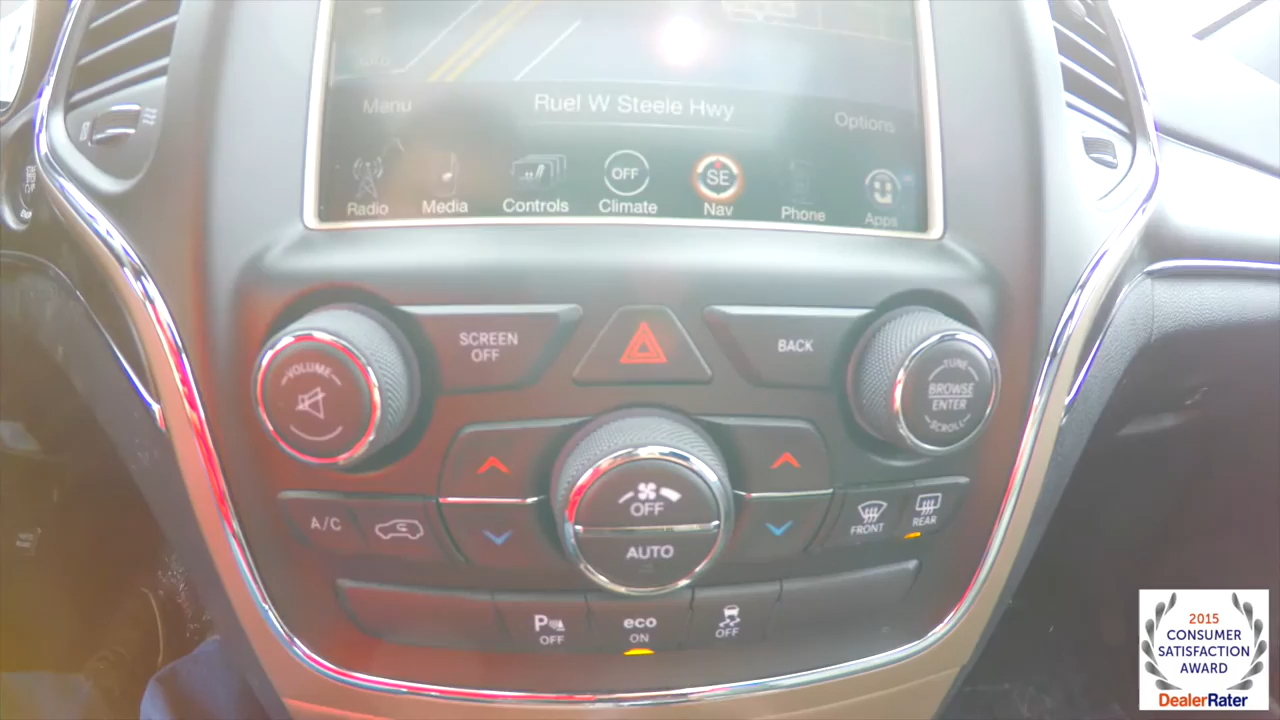 Menu
Ruel W Steele Hwy
Options
OFF
SE
Radio
Media
Controls
Climate
Nav
Phone
Apps
VOLUME
SCREEN
OFF
BACK
TUNE
BROWSE
ENTER
SCROLL
OFF
AUTO
A/C
FRONT
REAR
P
OFF
eco
ON
OFF
2015
CONSUMER
SATISFACTION
AWARD
DealerRater